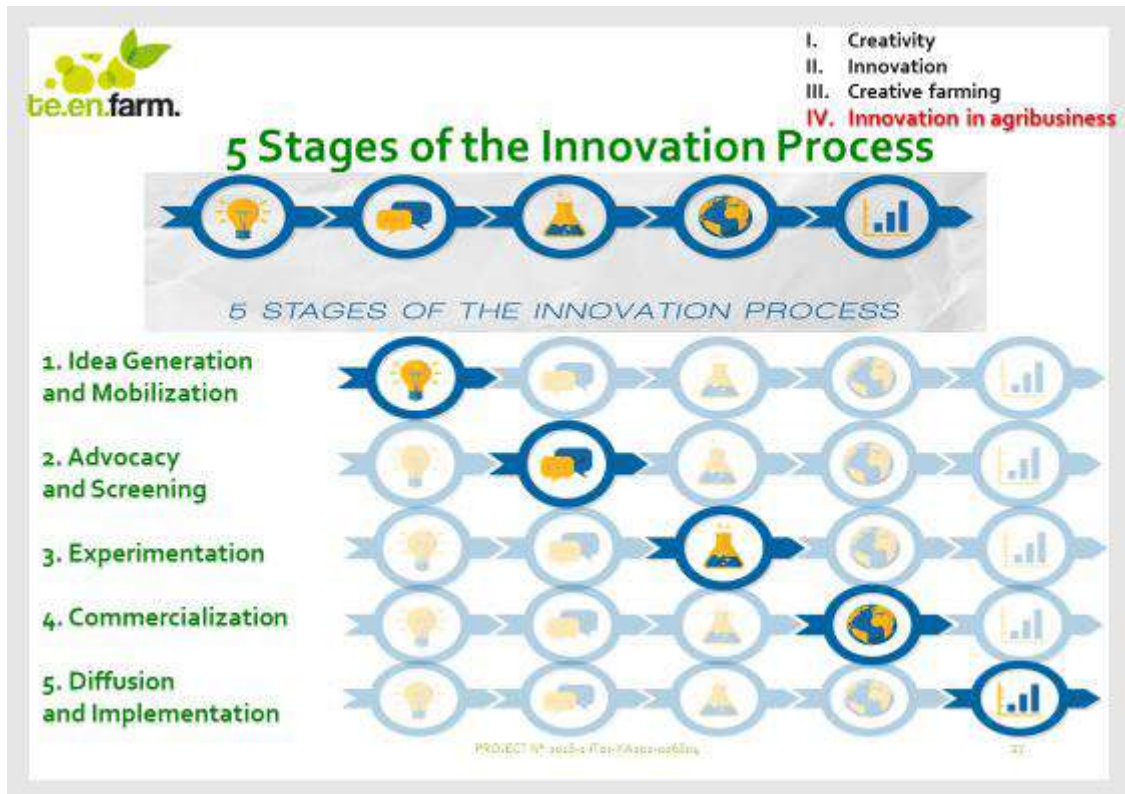 te.en.farm.
I. Creativity
II. Innovation
III. Creative farming
IV. Innovation in agribusiness
5 Stages of the Innovation Process
5 STAGES OF THE INNOVATION PROCESS
1. Idea Generation
and Mobilization
2. Advocacy
and Screening
3. Experimentation
4. Commercialization
5. Diffusion
and Implementation
PROJECT Nº